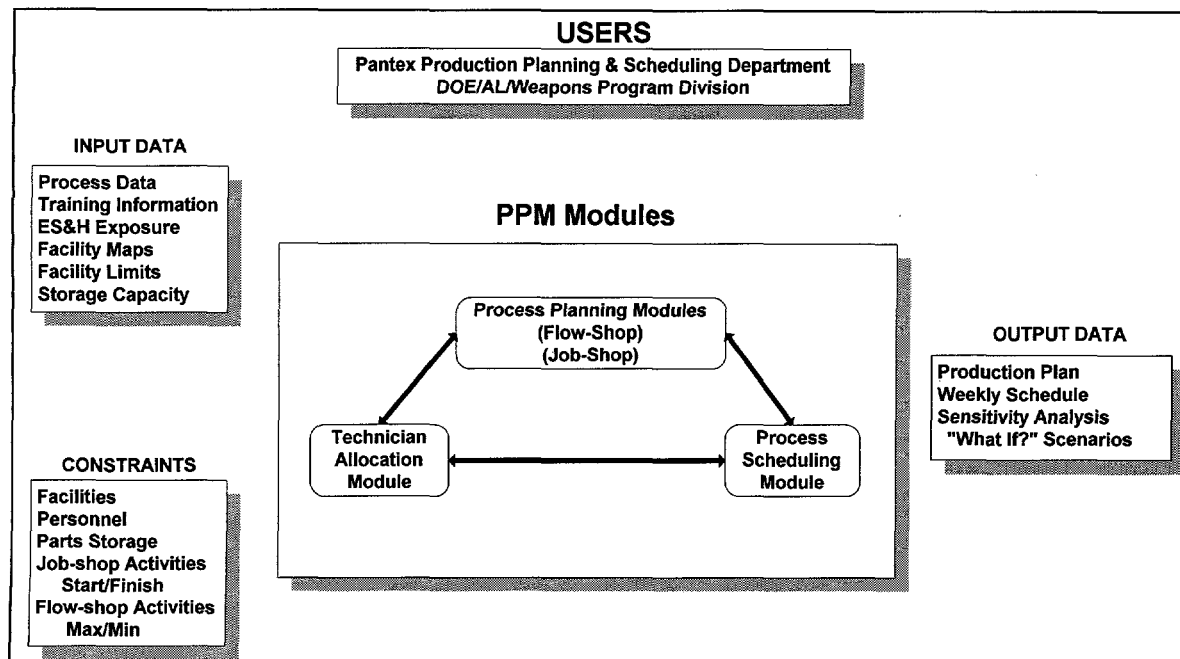 USERS
Pantex Production Planning & Scheduling Department
DOE/AL/Weapons Program Division
INPUT DATA
Process Data
Training Information
ES&H Exposure
Facility Maps
Facility Limits
Storage Capacity
CONSTRAINTS
Facilities
Personnel
Parts Storage
Job-shop Activities
Start/Finish
Flow-shop Activities
Max/Min
PPM Modules
Process Planning Modules
(Flow-Shop)
(Job-Shop)
Technician
Allocation
Module
Process
Scheduling
Module
OUTPUT DATA
Production Plan
Weekly Schedule
Sensitivity Analysis
"What If?" Scenarios